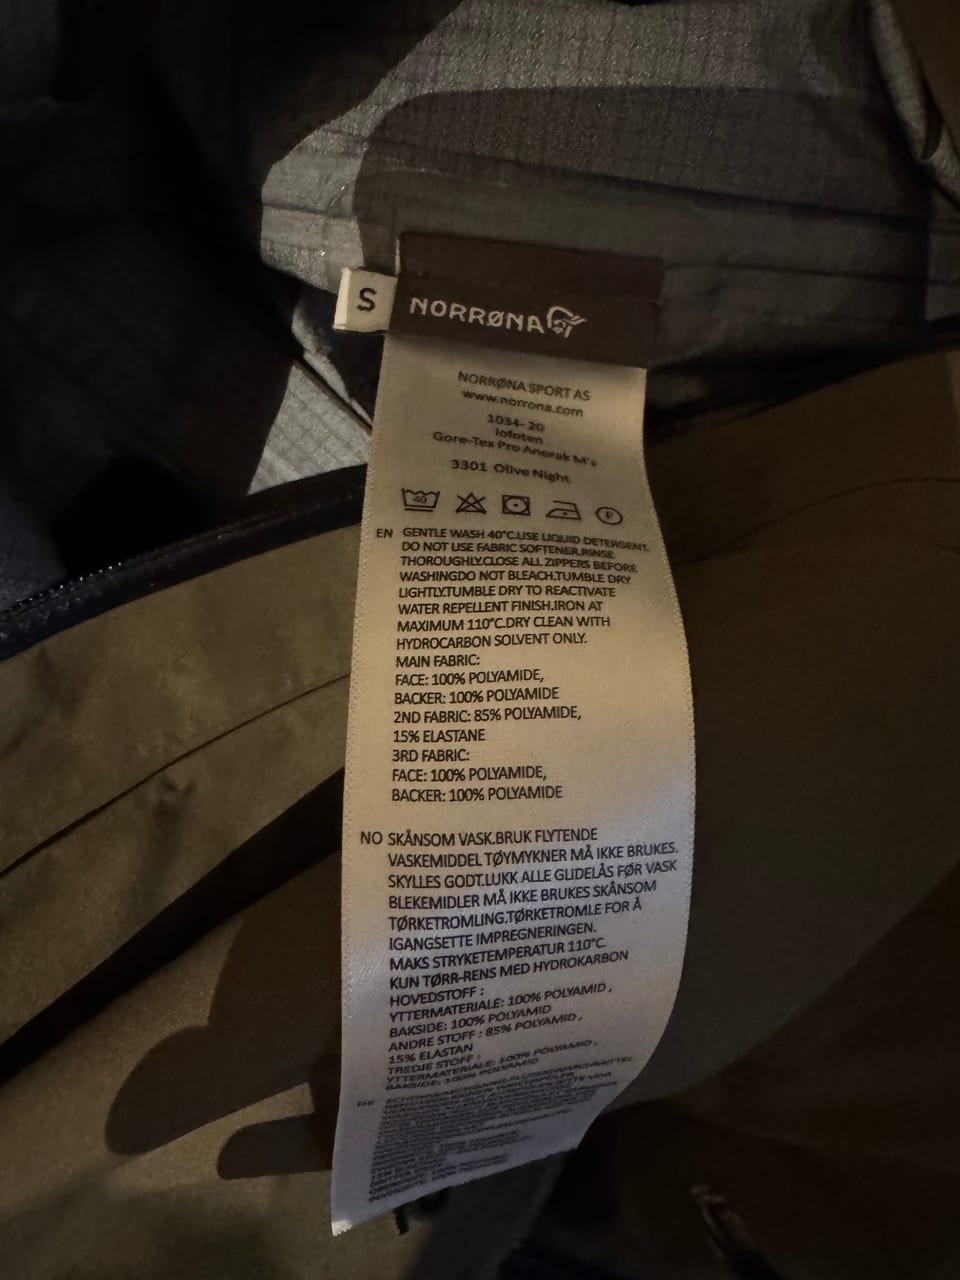 S
NORRØNA
NORRØNA SPORT AS
www.norrona.com
1034-20
lofoten
Gore-Tex Pro Anorak M's
3301 Olive Night
40
P
EN GENTLE WASH 40°C.USE LIQUID DETERGENT.
DO NOT USE FABRIC SOFTENER.RINSE
THOROUGHLY.CLOSE ALL ZIPPERS BEFORE
WASHINGDO NOT BLEACH.TUMBLE DRY
LIGHTLY.TUMBLE DRY TO REACTIVATE
WATER REPELLENT FINISH.IRON AT
MAXIMUM 110°C.DRY CLEAN WITH
HYDROCARBON SOLVENT ONLY.
MAIN FABRIC:
FACE: 100% POLYAMIDE,
BACKER: 100% POLYAMIDE
2ND FABRIC: 85% POLYAMIDE,
15% ELASTANE
3RD FABRIC:
FACE: 100% POLYAMIDE,
BACKER: 100% POLYAMIDE
NO SKÅNSOM VASK.BRUK FLYTENDE
VASKEMIDDEL TØYMYKNER MÅ IKKE BRUKES.
SKYLLES GODT.LUKK ALLE GLIDELÅS FØR VASK
BLEKEMIDLER MÅ IKKE BRUKES SKÅNSOM
TØRKETROMLING.TØRKETROMLE FOR Å
IGANGSETTE IMPREGNERINGEN.
MAKS STRYKETEMPERATUR 110°C.
KUN TØRR-RENS MED HYDROKARBON
HOVEDSTOFF :
YTTERMATERIALE: 100% POLYAMID ,
BAKSIDE: 100% POLYAMID
ANDRE STOFF : 85% POLYAMID ,
15% ELASTAN
TREDJE STOFF :
YTTERMATERIALE: 100% POLYAMID ,
BAKSIDE: 100% POLYAMID